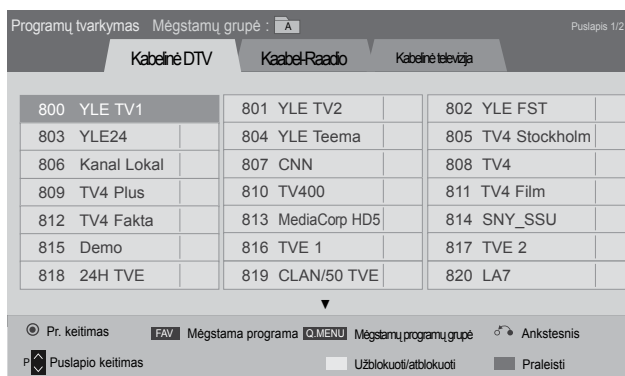 Programų tvarkymas Mėgstamų grupė : A Puslapis 1/2
Kabelinė DTV Kaabel-Raadio Kabelinė televizija
800 YLE TV1 801 YLE TV2 802 YLE FST
803 YLE24 804 YLE Teema 805 TV4 Stockholm
806 Kanal Lokal 807 CNN 808 TV4
809 TV4 Plus 810 TV400 811 TV4 Film
812 TV4 Fakta 813 MediaCorp HD5 814 SNY_SSU
815 Demo 816 TVE 1 817 TVE 2
818 24H TVE 819 CLAN/50 TVE 820 LA7
Pr. keitimas FAV Mėgstama programa Q.MENU Mėgstamų programų grupė Ankstesnis
P Puslapio keitimas Užblokuoti/atblokuoti Praleisti